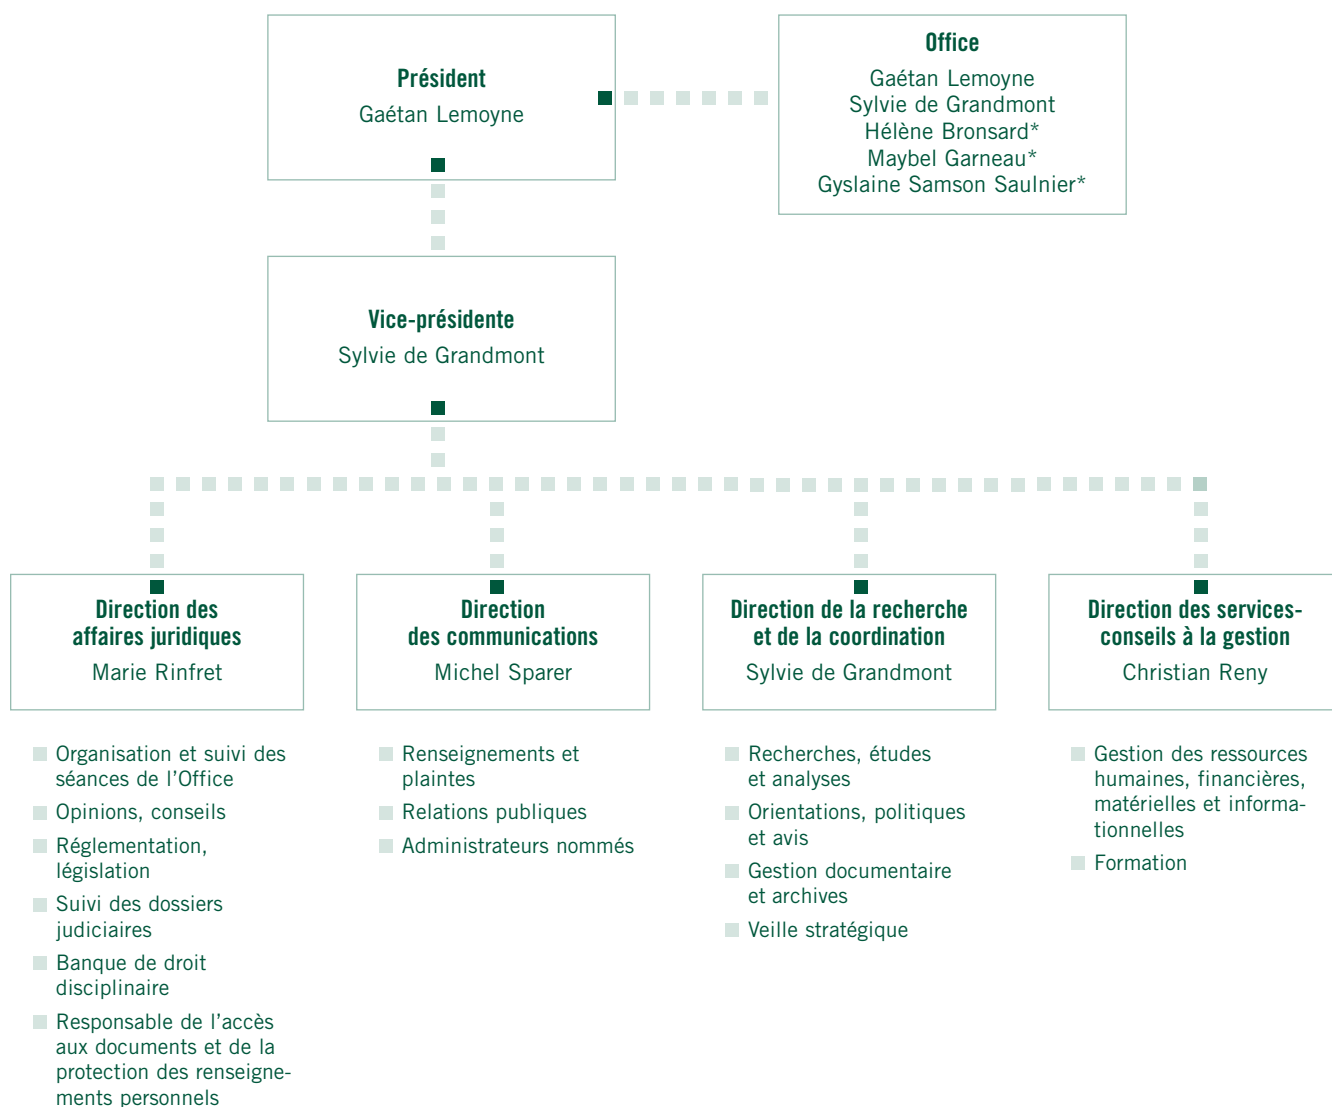 Président
Gaétan Lemoyne
Office
Gaétan Lemoyne
Sylvie de Grandmont
Hélène Bronsard*
Maybel Garneau*
Gyslaine Samson Saulnier*
Vice-présidente
Sylvie de Grandmont
Direction des
affaires juridiques
Marie Rinfret
Organisation et suivi des
séances de l’Office
Opinions, conseils
Réglementation,
législation
Suivi des dossiers
judiciaires
Banque de droit
disciplinaire
Responsable de l’accès
aux documents et de la
protection des renseigne-
ments personnels
Direction
des communications
Michel Sparer
Renseignements et
plaintes
Relations publiques
Administrateurs nommés
Direction de la recherche
et de la coordination
Sylvie de Grandmont
Recherches, études
et analyses
Orientations, politiques
et avis
Gestion documentaire
et archives
Veille stratégique
Direction des services-
conseils à la gestion
Christian Reny
Gestion des ressources
humaines, financières,
matérielles et informa-
tionnelles
Formation